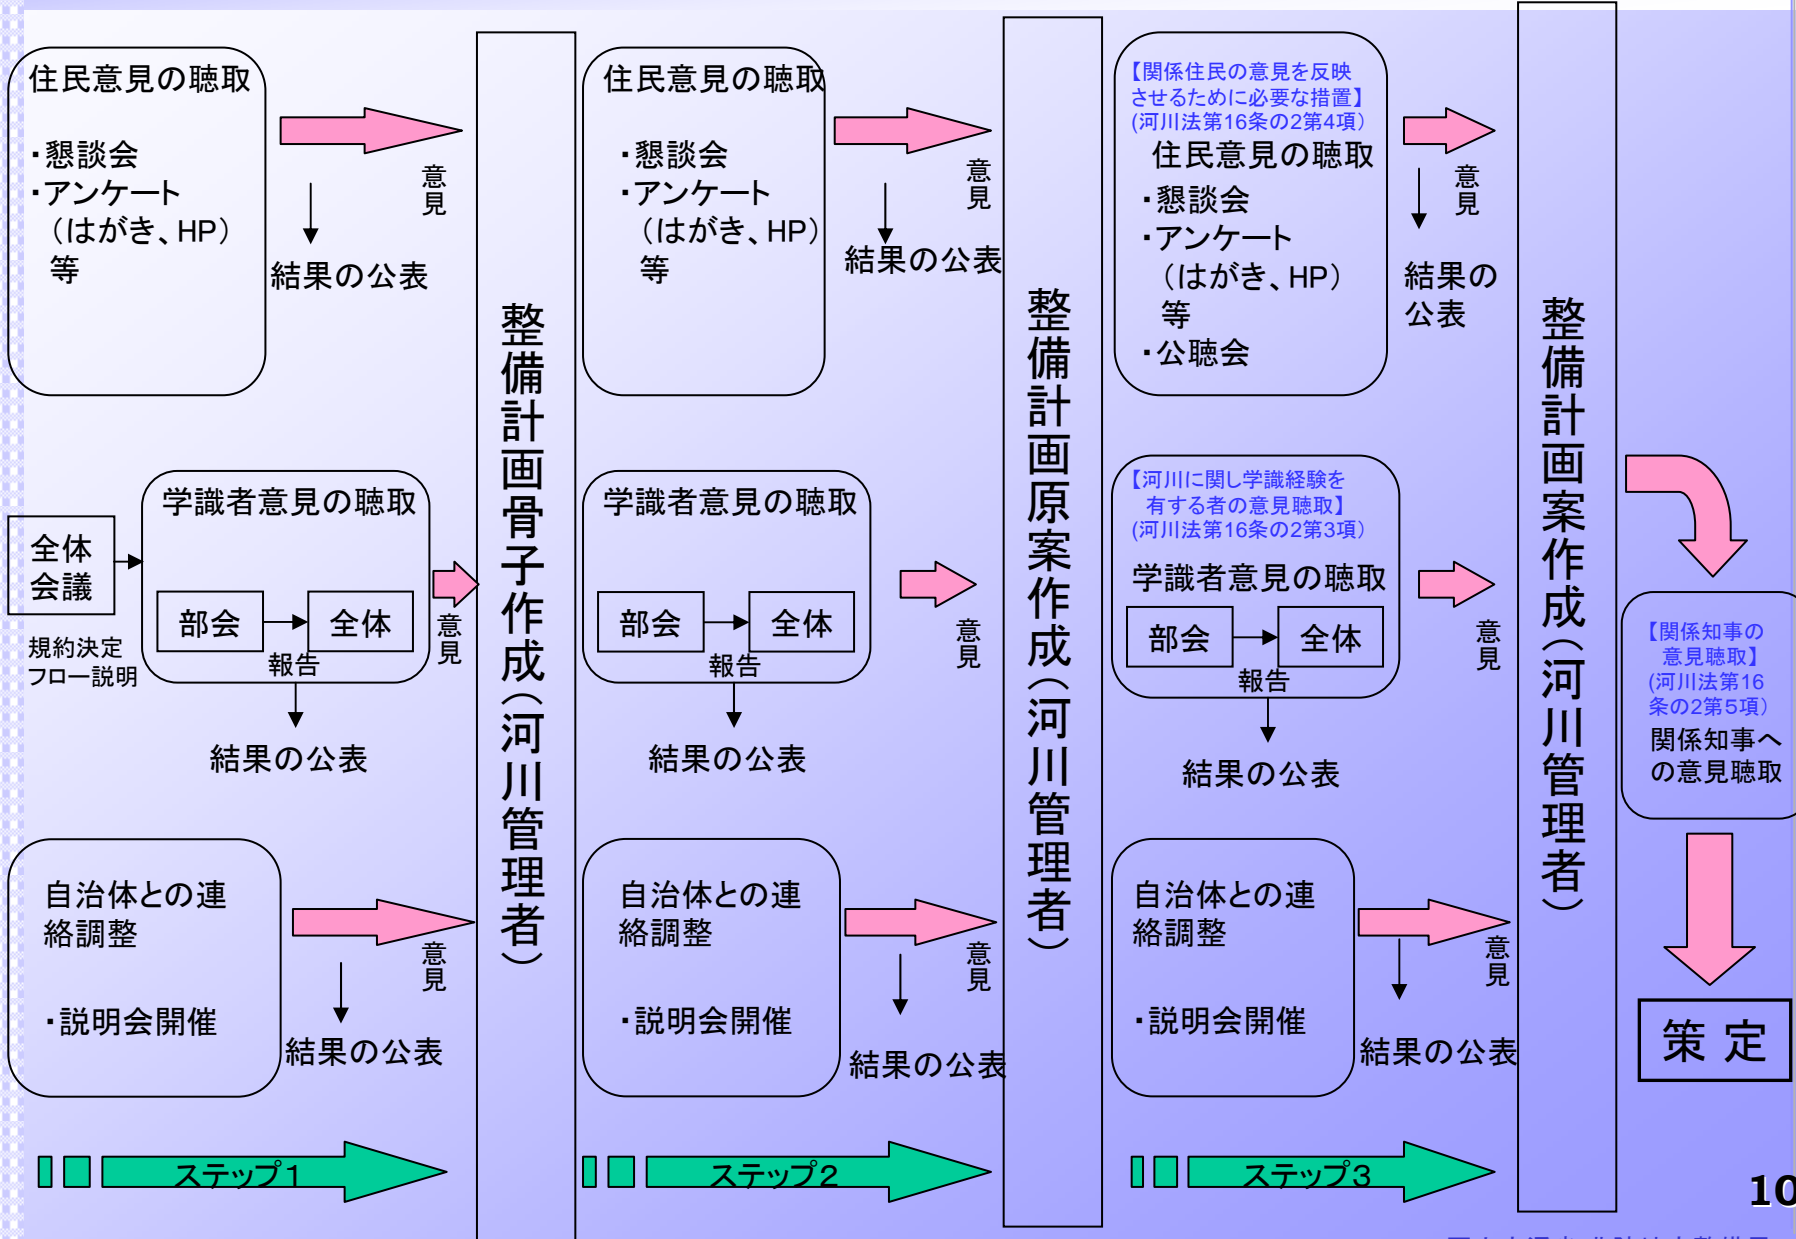 住民意見の聴取
・懇談会
・アンケート
（はがき、HP）
等
意見
結果の公表
全体
会議
規約決定
フロー説明
学識者意見の聴取
部会
全体
報告
意見
結果の公表
自治体との連
絡調整
・説明会開催
意見
結果の公表
ステップ1
整備計画骨子作成（河川管理者）
住民意見の聴取
・懇談会
・アンケート
（はがき、HP）
等
意見
結果の公表
学識者意見の聴取
部会
全体
報告
意見
結果の公表
自治体との連
絡調整
・説明会開催
意見
結果の公表
ステップ2
整備計画原案作成（河川管理者）
【関係住民の意見を反映
させるために必要な措置】
(河川法第16条の2第4項）
住民意見の聴取
・懇談会
・アンケート
（はがき、HP）
等
・公聴会
意見
結果の
公表
【河川に関し学識経験を
有する者の意見聴取】
(河川法第16条の2第3項）
学識者意見の聴取
部会
全体
報告
意見
結果の公表
自治体との連
絡調整
・説明会開催
意見
結果の公表
ステップ3
整備計画案作成（河川管理者）
【関係知事の
意見聴取】
(河川法第16
条の2第5項）
関係知事へ
の意見聴取
策 定
10